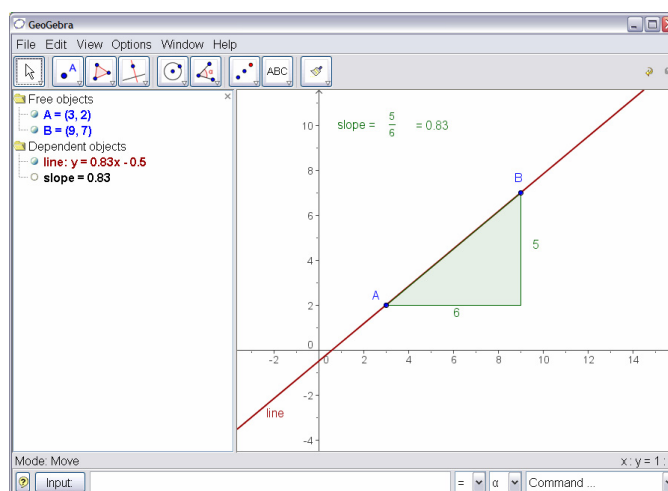 GeoGebra
File Edit View Options Window Help
A
α
ABC
Free objects
A = (3, 2)
B = (9, 7)
Dependent objects
line: y = 0.83x - 0.5
slope = 0.83
slope = 5/6 = 0.83
10
8
6
4
2
0
-2
-4
-2 0 2 4 6 8 10 12 14
A
B
5
6
line
Mode: Move
x : y = 1 :
? Input: = α Command ...